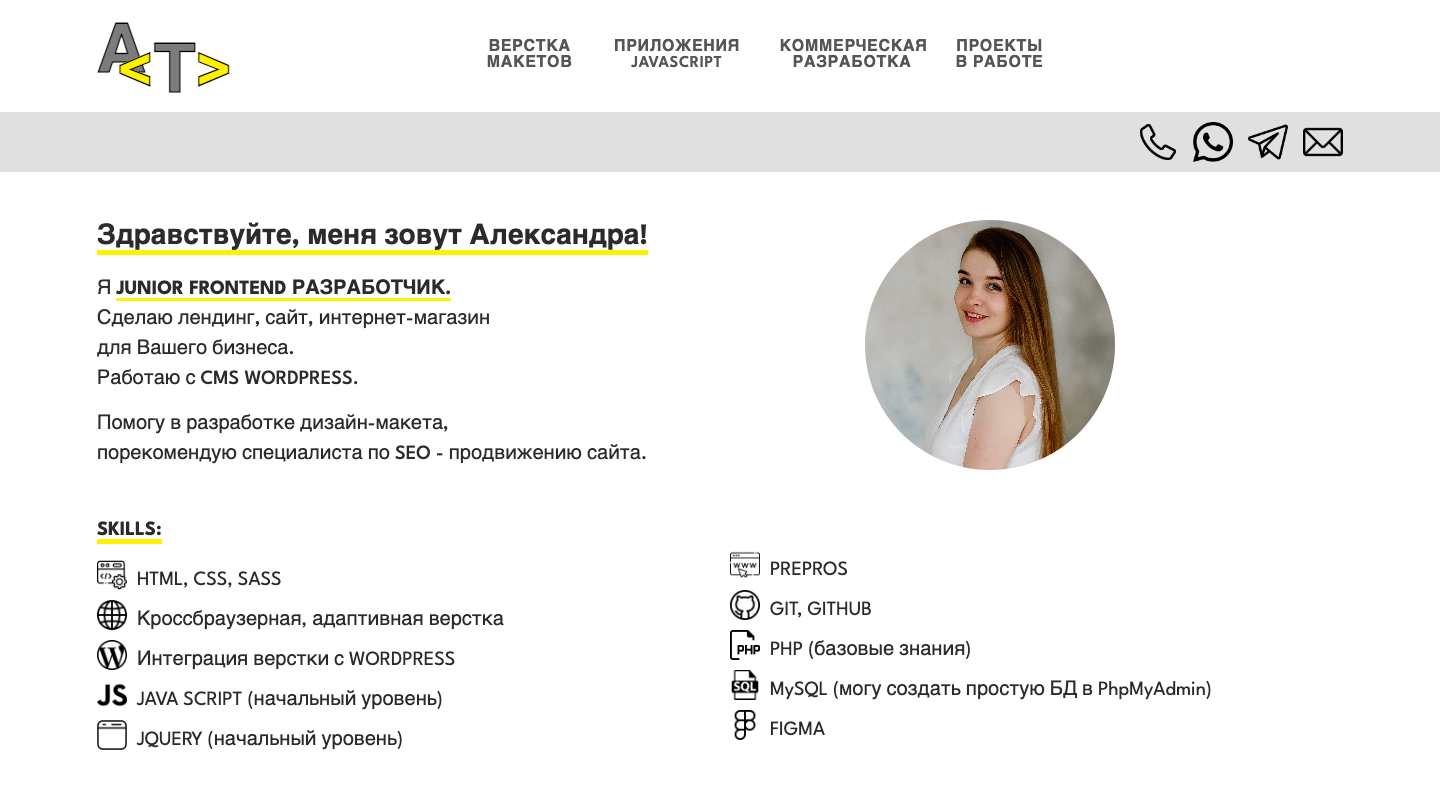 A<T>
ВЕРСТКА
МАКЕТОВ
ПРИЛОЖЕНИЯ
JAVASCRIPT
КОММЕРЧЕСКАЯ
РАЗРАБОТКА
ПРОЕКТЫ
В РАБОТЕ
Здравствуйте, меня зовут Александра!
Я JUNIOR FRONTEND РАЗРАБОТЧИК.
Сделаю лендинг, сайт, интернет-магазин
для Вашего бизнеса.
Работаю с CMS WORDPRESS.
Помогу в разработке дизайн-макета,
порекомендую специалиста по SEO - продвижению сайта.
SKILLS:
HTML, CSS, SASS
Кроссбраузерная, адаптивная верстка
Интеграция верстки с WORDPRESS
JS JAVA SCRIPT (начальный уровень)
JQUERY (начальный уровень)
WWW PREPROS
GIT, GITHUB
PHP PHP (базовые знания)
SQL MySQL (могу создать простую БД в PhpMyAdmin)
FIGMA